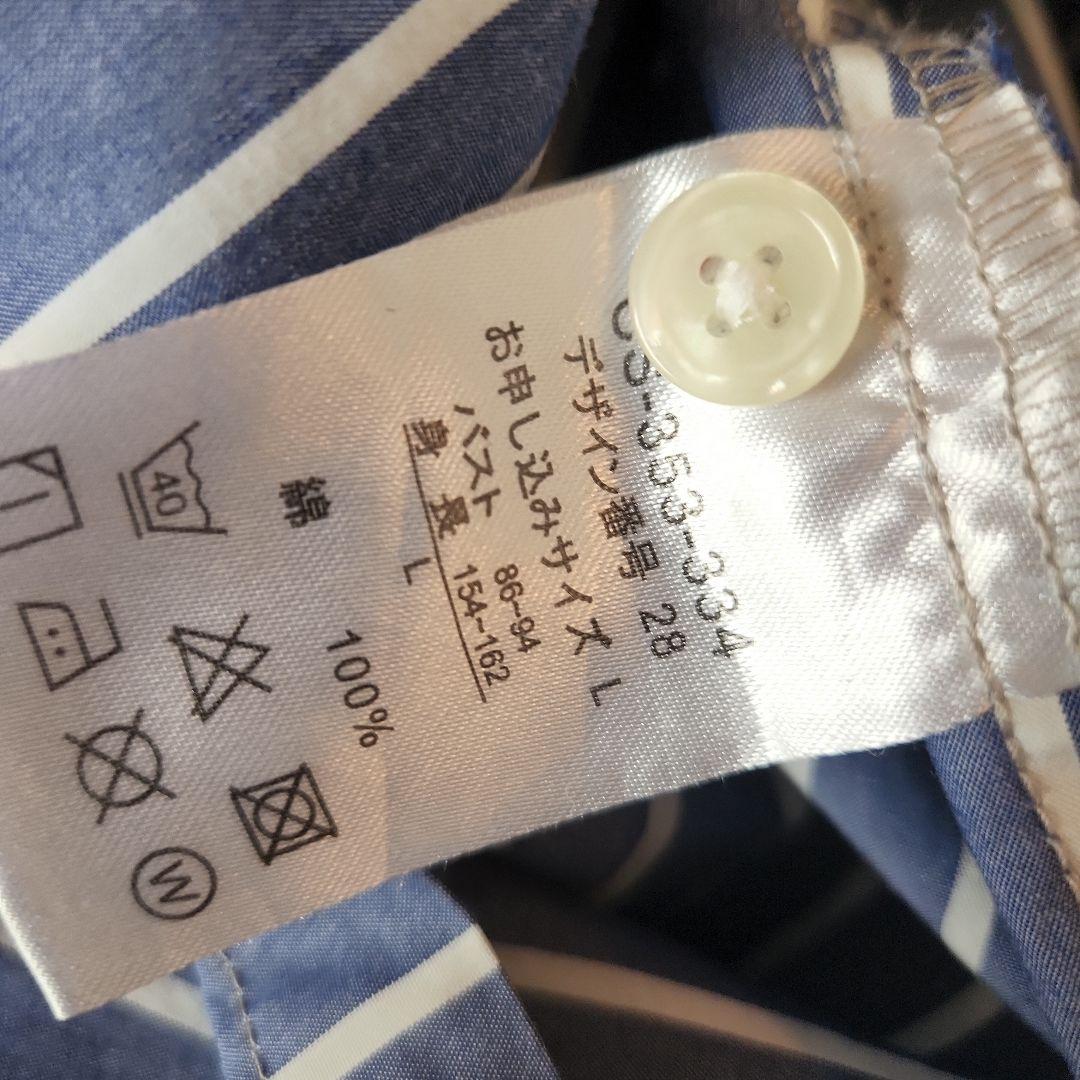 CS-353-334
デザイン番号 28
お申し込みサイズ L
バスト 86~94
身長 154~162
L
綿 100%
40
W